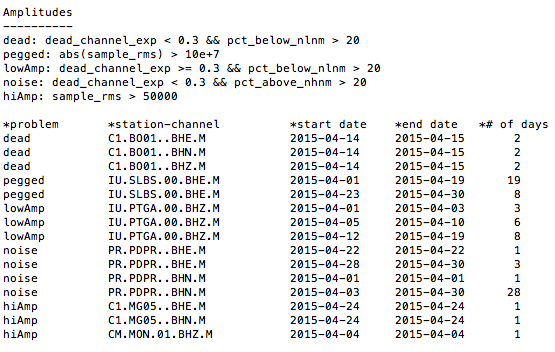 Amplitudes
----------
dead: dead_channel_exp < 0.3 && pct_below_nlnm > 20
pegged: abs(sample_rms) > 10e+7
lowAmp: dead_channel_exp >= 0.3 && pct_below_nlnm > 20
noise: dead_channel_exp < 0.3 && pct_above_nhnm > 20
hiAmp: sample_rms > 50000

*problem *station-channel *start date *end date *# of days
dead C1.BO01..BHE.M 2015-04-14 2015-04-15 2
dead C1.BO01..BHN.M 2015-04-14 2015-04-15 2
dead C1.BO01..BHZ.M 2015-04-14 2015-04-15 2
pegged IU.SLBS.00.BHE.M 2015-04-01 2015-04-19 19
pegged IU.SLBS.00.BHE.M 2015-04-23 2015-04-30 8
lowAmp IU.PTGA.00.BHZ.M 2015-04-01 2015-04-03 3
lowAmp IU.PTGA.00.BHZ.M 2015-04-05 2015-04-10 6
lowAmp IU.PTGA.00.BHZ.M 2015-04-12 2015-04-19 8
noise PR.PDPR..BHE.M 2015-04-22 2015-04-22 1
noise PR.PDPR..BHE.M 2015-04-28 2015-04-30 3
noise PR.PDPR..BHN.M 2015-04-01 2015-04-01 1
noise PR.PDPR..BHN.M 2015-04-03 2015-04-30 28
hiAmp C1.MG05..BHE.M 2015-04-24 2015-04-24 1
hiAmp C1.MG05..BHN.M 2015-04-24 2015-04-24 1
hiAmp CM.MON.01.BHZ.M 2015-04-04 2015-04-04 1